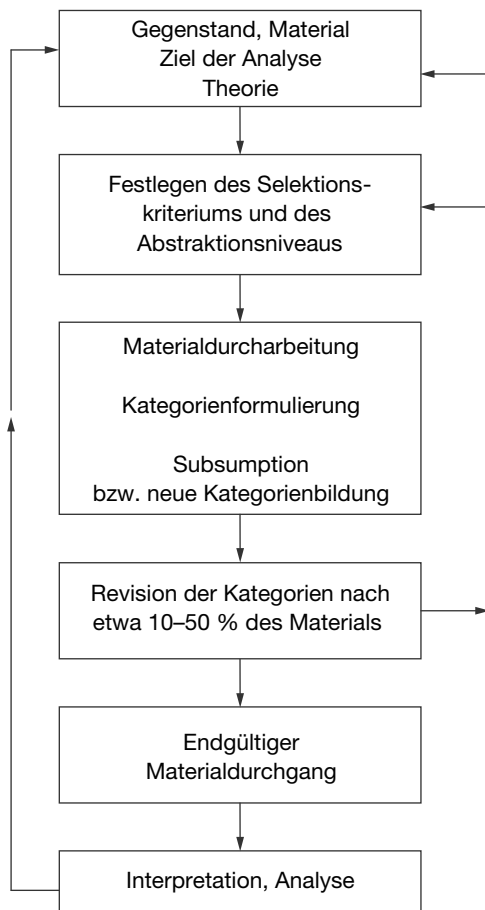 Gegenstand, Material
Ziel der Analyse
Theorie
Festlegen des Selektions-
kriteriums und des
Abstraktionsniveaus
Materialdurcharbeitung
Kategorienformulierung
Subsumption
bzw. neue Kategorienbildung
Revision der Kategorien nach
etwa 10–50 % des Materials
Endgültiger
Materialdurchgang
Interpretation, Analyse